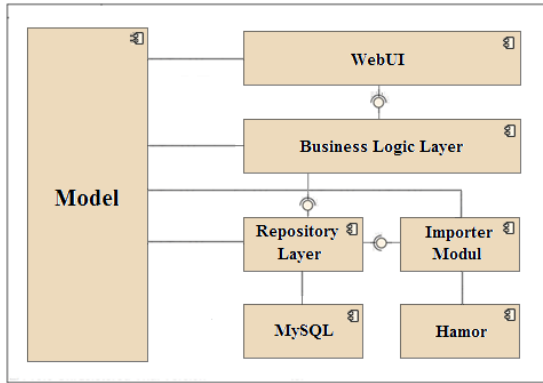 WebUI
Business Logic Layer
Model
Repository
Layer
Importer
Modul
MySQL
Hamor